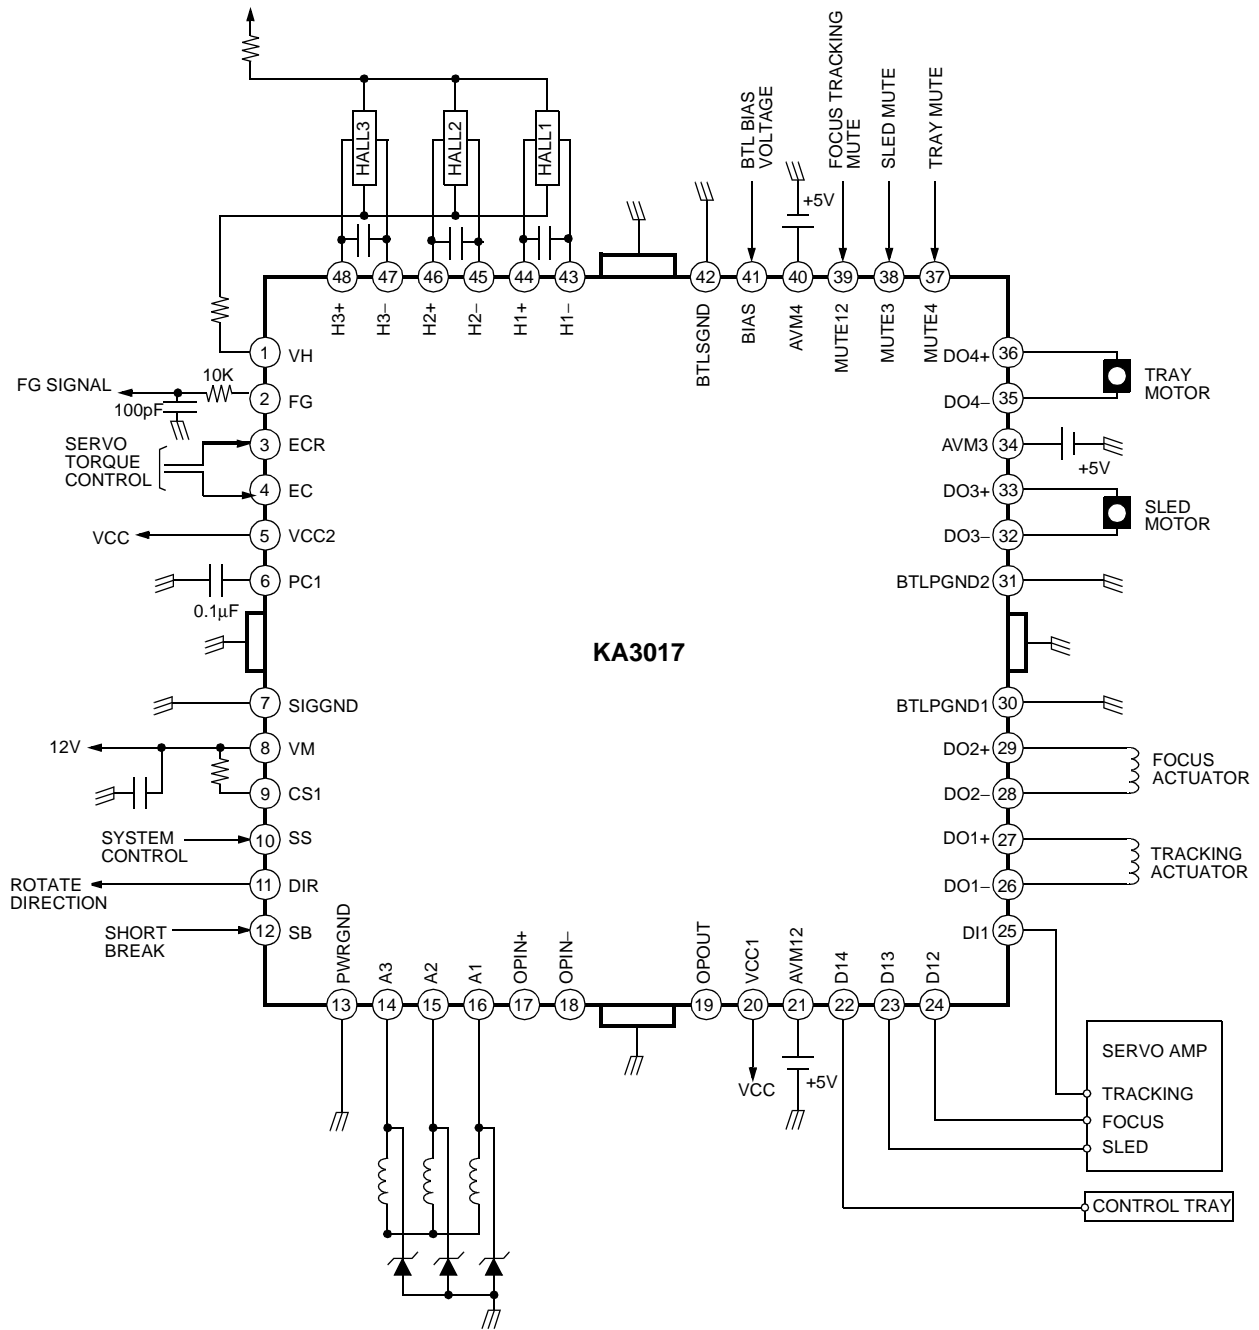 HALL3
HALL2
HALL1
BTL BIAS
VOLTAGE
FOCUS TRACKING
MUTE
SLED MUTE
TRAY MUTE
+5V
48
47
46
45
44
43
42
41
40
39
38
37
H3+
H3−
H2+
H2−
H1+
H1−
BTLSGND
BIAS
AVM4
MUTE12
MUTE3
MUTE4
1
VH
FG SIGNAL
10K
100pF
2
FG
SERVO
TORQUE
CONTROL
3
ECR
4
EC
VCC
5
VCC2
6
PC1
0.1µF
KA3017
7
SIGGND
12V
8
VM
9
CS1
SYSTEM
CONTROL
10
SS
ROTATE
DIRECTION
11
DIR
SHORT
BREAK
12
SB
DO4+
36
DO4−
35
TRAY
MOTOR
AVM3
34
+5V
DO3+
33
DO3−
32
SLED
MOTOR
BTLPGND2
31
BTLPGND1
30
DO2+
29
DO2−
28
FOCUS
ACTUATOR
DO1+
27
DO1−
26
TRACKING
ACTUATOR
DI1
25
PWRGND
A3
A2
A1
OPIN+
OPIN−
OPOUT
VCC1
AVM12
D14
D13
D12
13
14
15
16
17
18
19
20
21
22
23
24
VCC
+5V
SERVO AMP
TRACKING
FOCUS
SLED
CONTROL TRAY